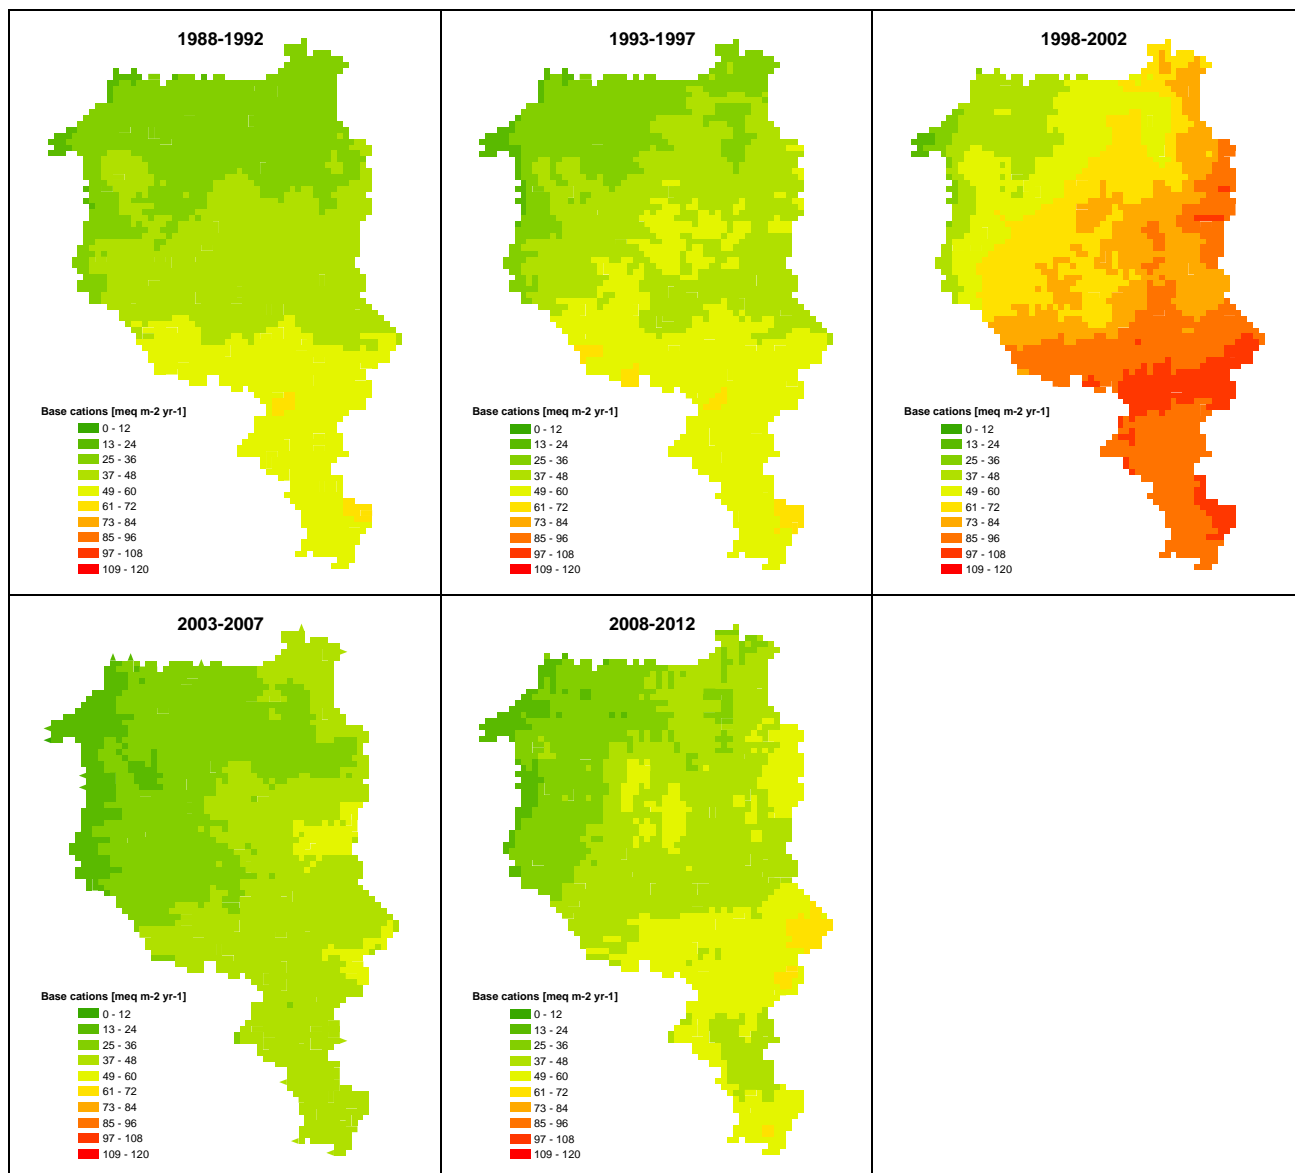 1988-1992
Base cations [meq m-2 yr-1]
0 - 12
13 - 24
25 - 36
37 - 48
49 - 60
61 - 72
73 - 84
85 - 96
97 - 108
109 - 120
1993-1997
Base cations [meq m-2 yr-1]
0 - 12
13 - 24
25 - 36
37 - 48
49 - 60
61 - 72
73 - 84
85 - 96
97 - 108
109 - 120
1998-2002
Base cations [meq m-2 yr-1]
0 - 12
13 - 24
25 - 36
37 - 48
49 - 60
61 - 72
73 - 84
85 - 96
97 - 108
109 - 120
2003-2007
Base cations [meq m-2 yr-1]
0 - 12
13 - 24
25 - 36
37 - 48
49 - 60
61 - 72
73 - 84
85 - 96
97 - 108
109 - 120
2008-2012
Base cations [meq m-2 yr-1]
0 - 12
13 - 24
25 - 36
37 - 48
49 - 60
61 - 72
73 - 84
85 - 96
97 - 108
109 - 120